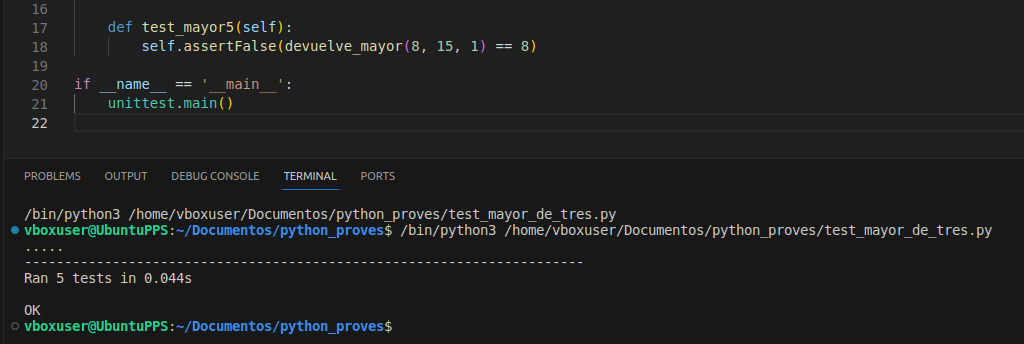 16
17 def test_mayor5(self):
18 self.assertFalse(devuelve_mayor(8, 15, 1) == 8)
19
20 if __name__ == '__main__':
21 unittest.main()
22
PROBLEMS OUTPUT DEBUG CONSOLE TERMINAL PORTS
/bin/python3 /home/vboxuser/Documentos/python_proves/test_mayor_de_tres.py
vboxuser@UbuntuPPS:~/Documentos/python_proves$ /bin/python3 /home/vboxuser/Documentos/python_proves/test_mayor_de_tres.py
.....
----------------------------------------------------------------------
Ran 5 tests in 0.044s
OK
vboxuser@UbuntuPPS:~/Documentos/python_proves$